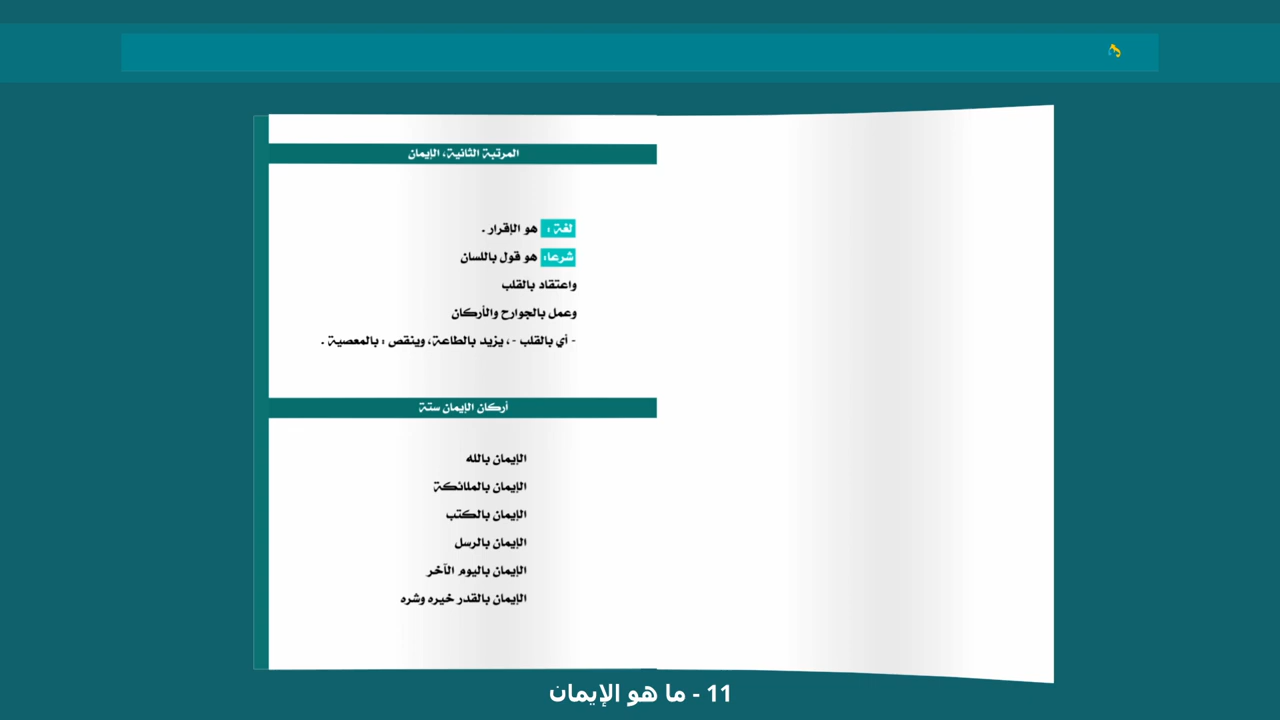 المرتبة الثانية، الإيمان
لغة : هو الإقرار .
شرعا: هو قول باللسان
واعتقاد بالقلب
وعمل بالجوارح والأركان
- أي بالقلب -، يزيد بالطاعة، وينقص : بالمعصية .
أركان الإيمان ستة
الإيمان بالله
الإيمان بالملائكة
الإيمان بالكتب
الإيمان بالرسل
الإيمان باليوم الآخر
الإيمان بالقدر خيره وشره
11 - ما هو الإيمان